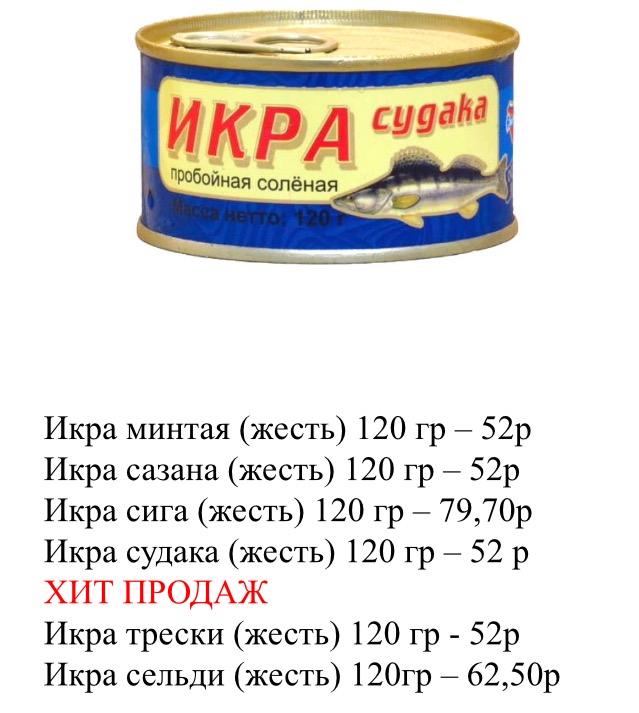 ИКРА судака
пробойная солёная
Масса нетто: 120 г
Икра минтая (жесть) 120 гр – 52р
Икра сазана (жесть) 120 гр – 52р
Икра сига (жесть) 120 гр – 79,70р
Икра судака (жесть) 120 гр – 52 р
ХИТ ПРОДАЖ
Икра трески (жесть) 120 гр - 52р
Икра сельди (жесть) 120гр – 62,50р